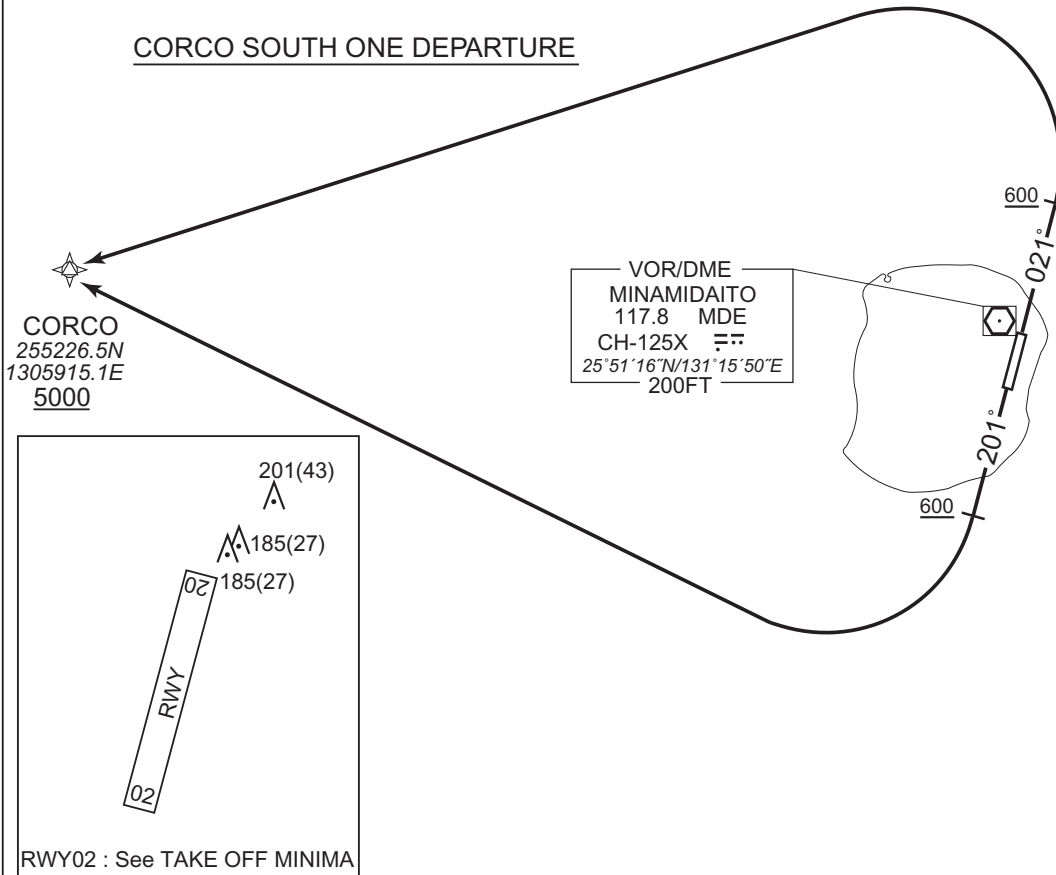 CORCO SOUTH ONE DEPARTURE
600
021°
VOR/DME
MINAMIDAITO
117.8 MDE
CH-125X
25°51´16˝N/131°15´50˝E
200FT
CORCO
255226.5N
1305915.1E
5000
201°
600
201(43)
185(27)
185(27)
20
RWY
02
RWY02 : See TAKE OFF MINIMA